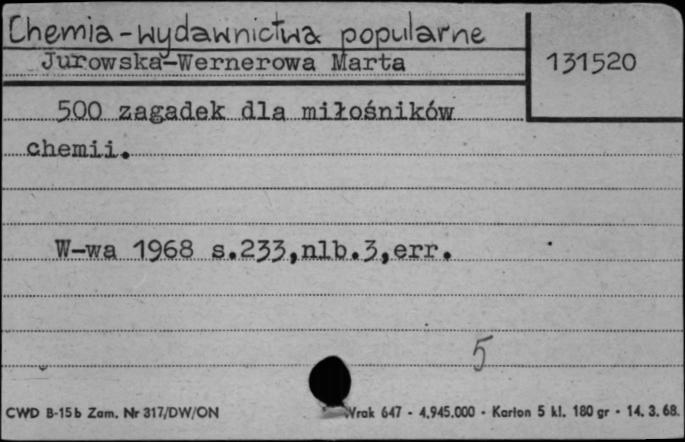 Chemia - wydawnictwa popularne
Jurowska-Wernerowa Marta
131520
500 zagadek dla miłośników
chemii.
W-wa 1968 s.233,nlb.3,err.
5
CWD B-15b Zam. Nr 317/DW/ON
Wrak 647 - 4.945.000 - Karton 5 kl. 180 gr - 14. 3. 68.